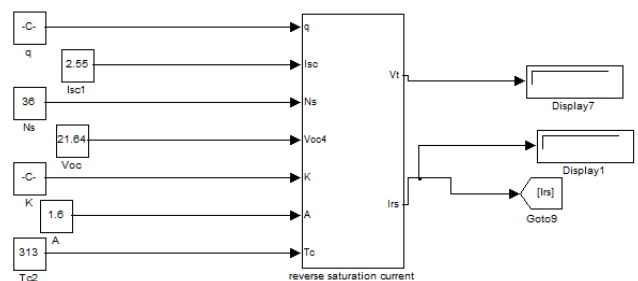 -C-
q
q
2.55
Isc
Isc1
Vt
36
Ns
Ns
Display7
21.64
Voc4
Voc
Display1
-C-
K
K
Irs
[Irs]
Goto9
1.6
A
A
313
Tc
Tc2
reverse saturation current